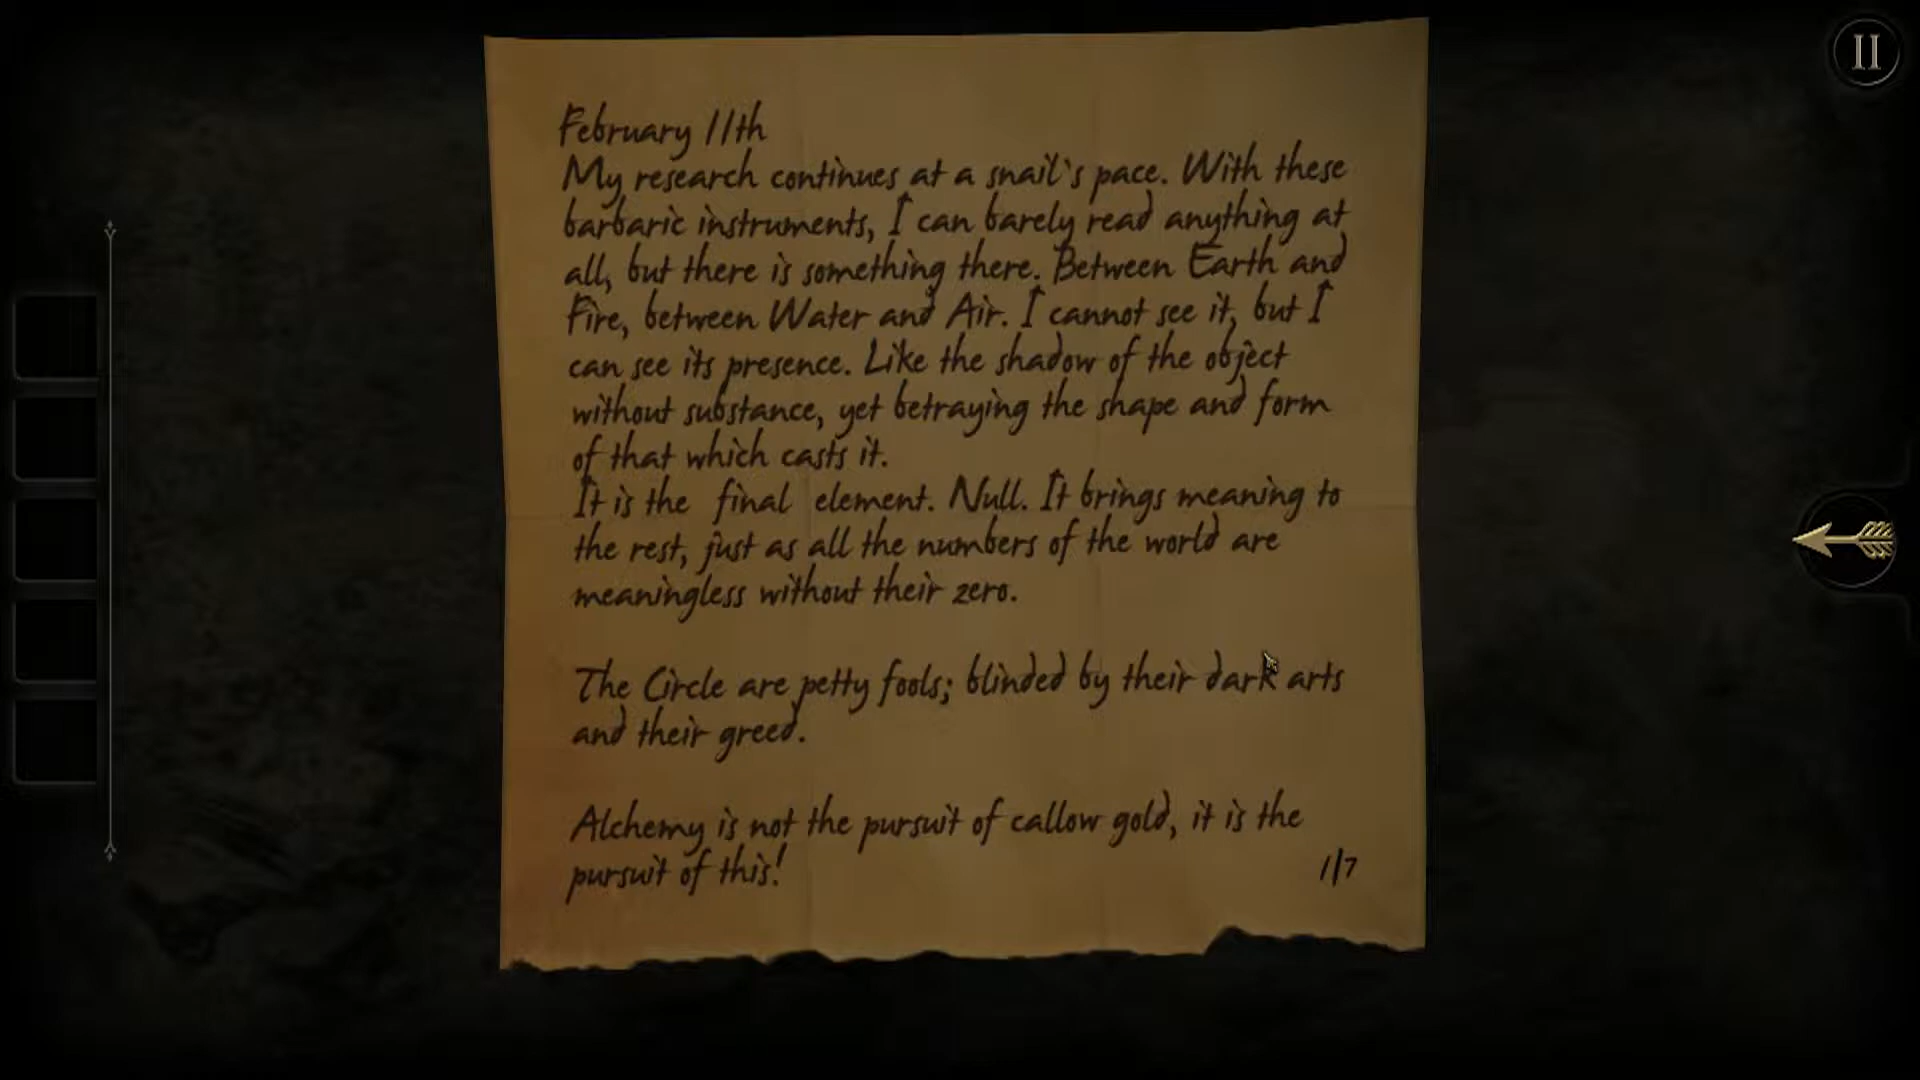 February 11th
My research continues at a snail's pace. With these
barbaric instruments, I can barely read anything at
all, but there is something there. Between Earth and
Fire, between Water and Air. I cannot see it, but I
can see its presence. Like the shadow of the object
without substance, yet betraying the shape and form
of that which casts it.
It is the final element. Null. It brings meaning to
the rest, just as all the numbers of the world are
meaningless without their zero.
The Circle are petty fools; blinded by their dark arts
and their greed.
Alchemy is not the pursuit of callow gold, it is the
pursuit of this!
1/7